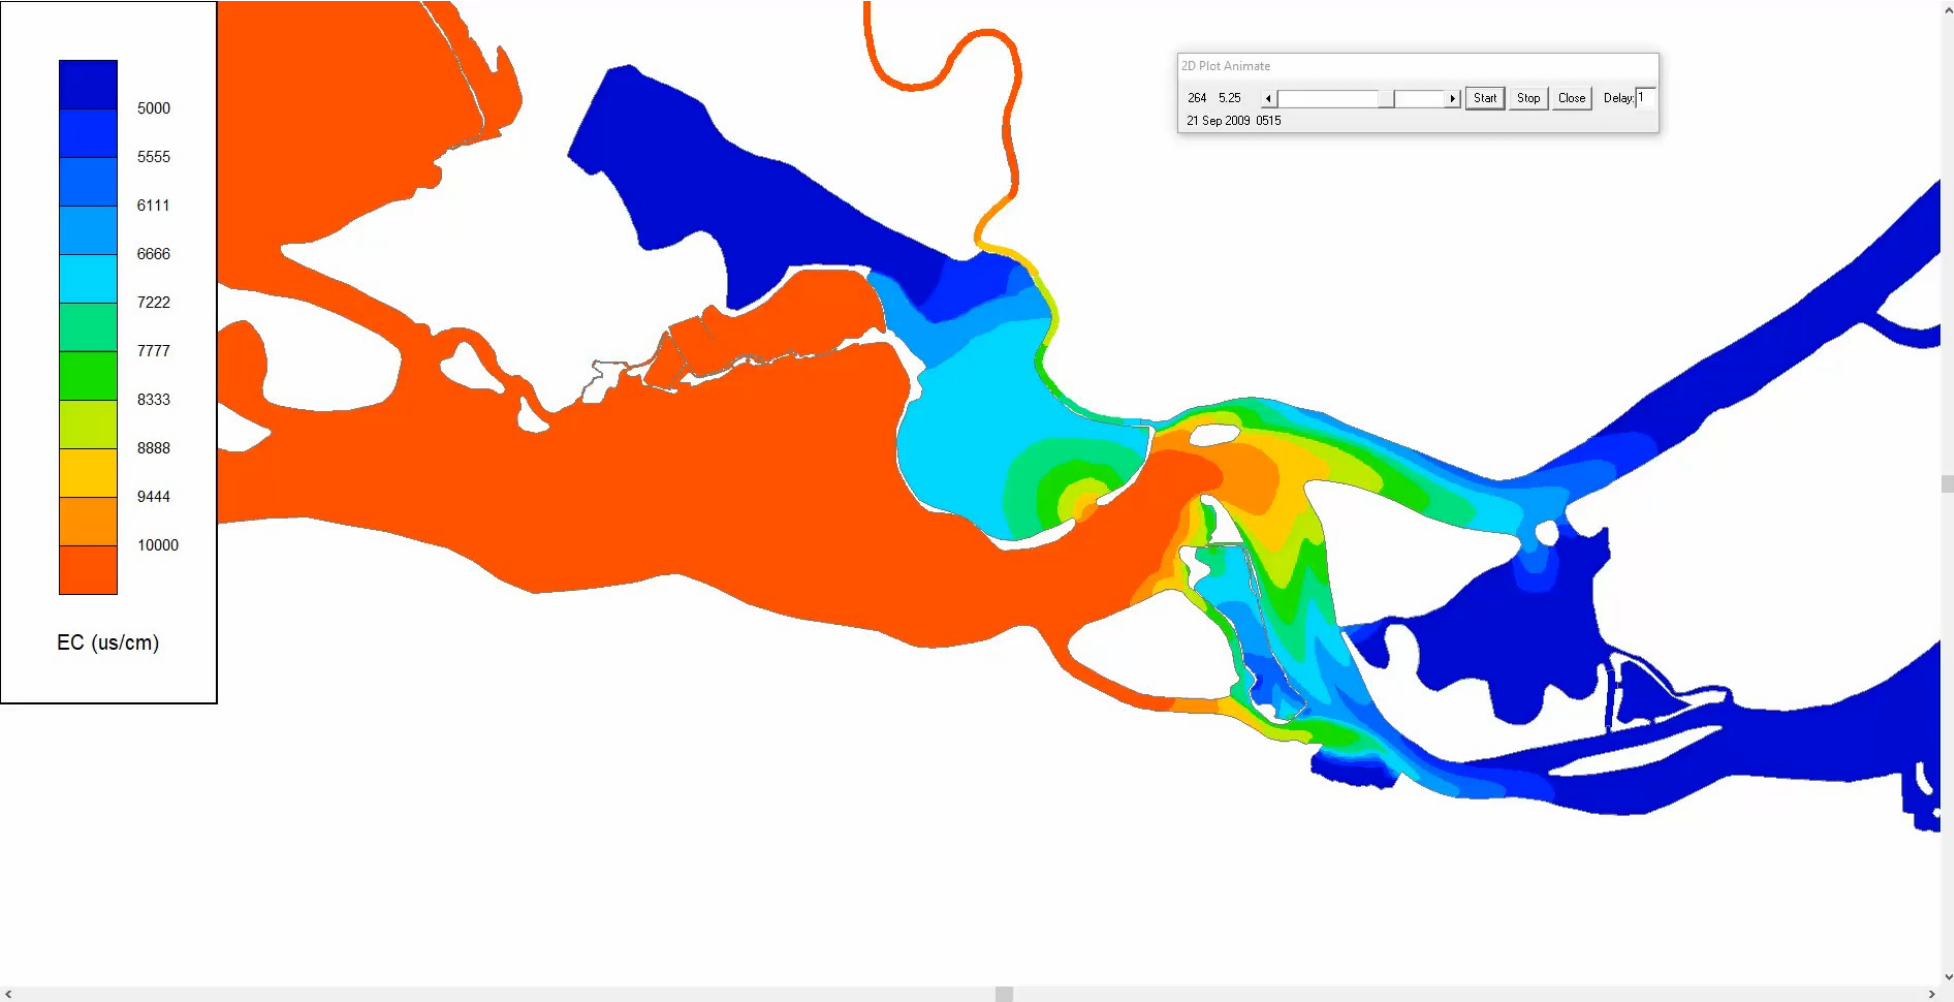 5000
5555
6111
6666
7222
7777
8333
8888
9444
10000
EC (us/cm)
2D Plot Animate
264 5.25 Start Stop Close Delay: 1
21 Sep 2009 0515